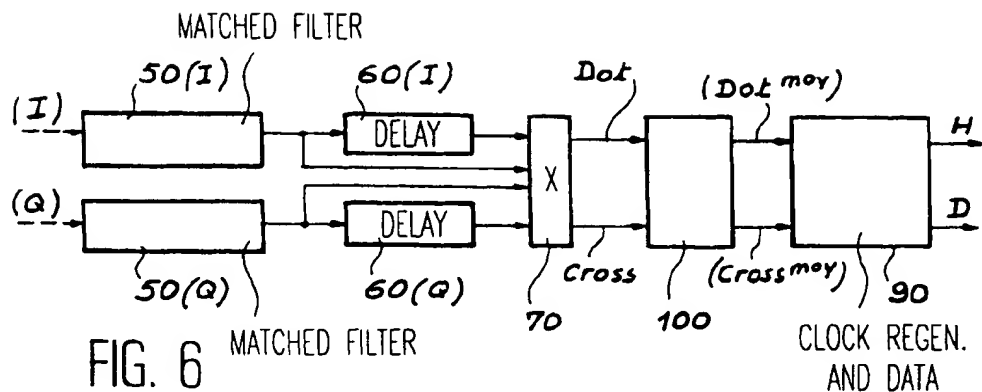 MATCHED FILTER
50(I)
60(I)
Dot
(Dot moy)
(I)
DELAY
H
X
(Q)
DELAY
D
50(Q)
60(Q)
Cross
(Cross moy)
70
100
90
FIG. 6
MATCHED FILTER
CLOCK REGEN.
AND DATA